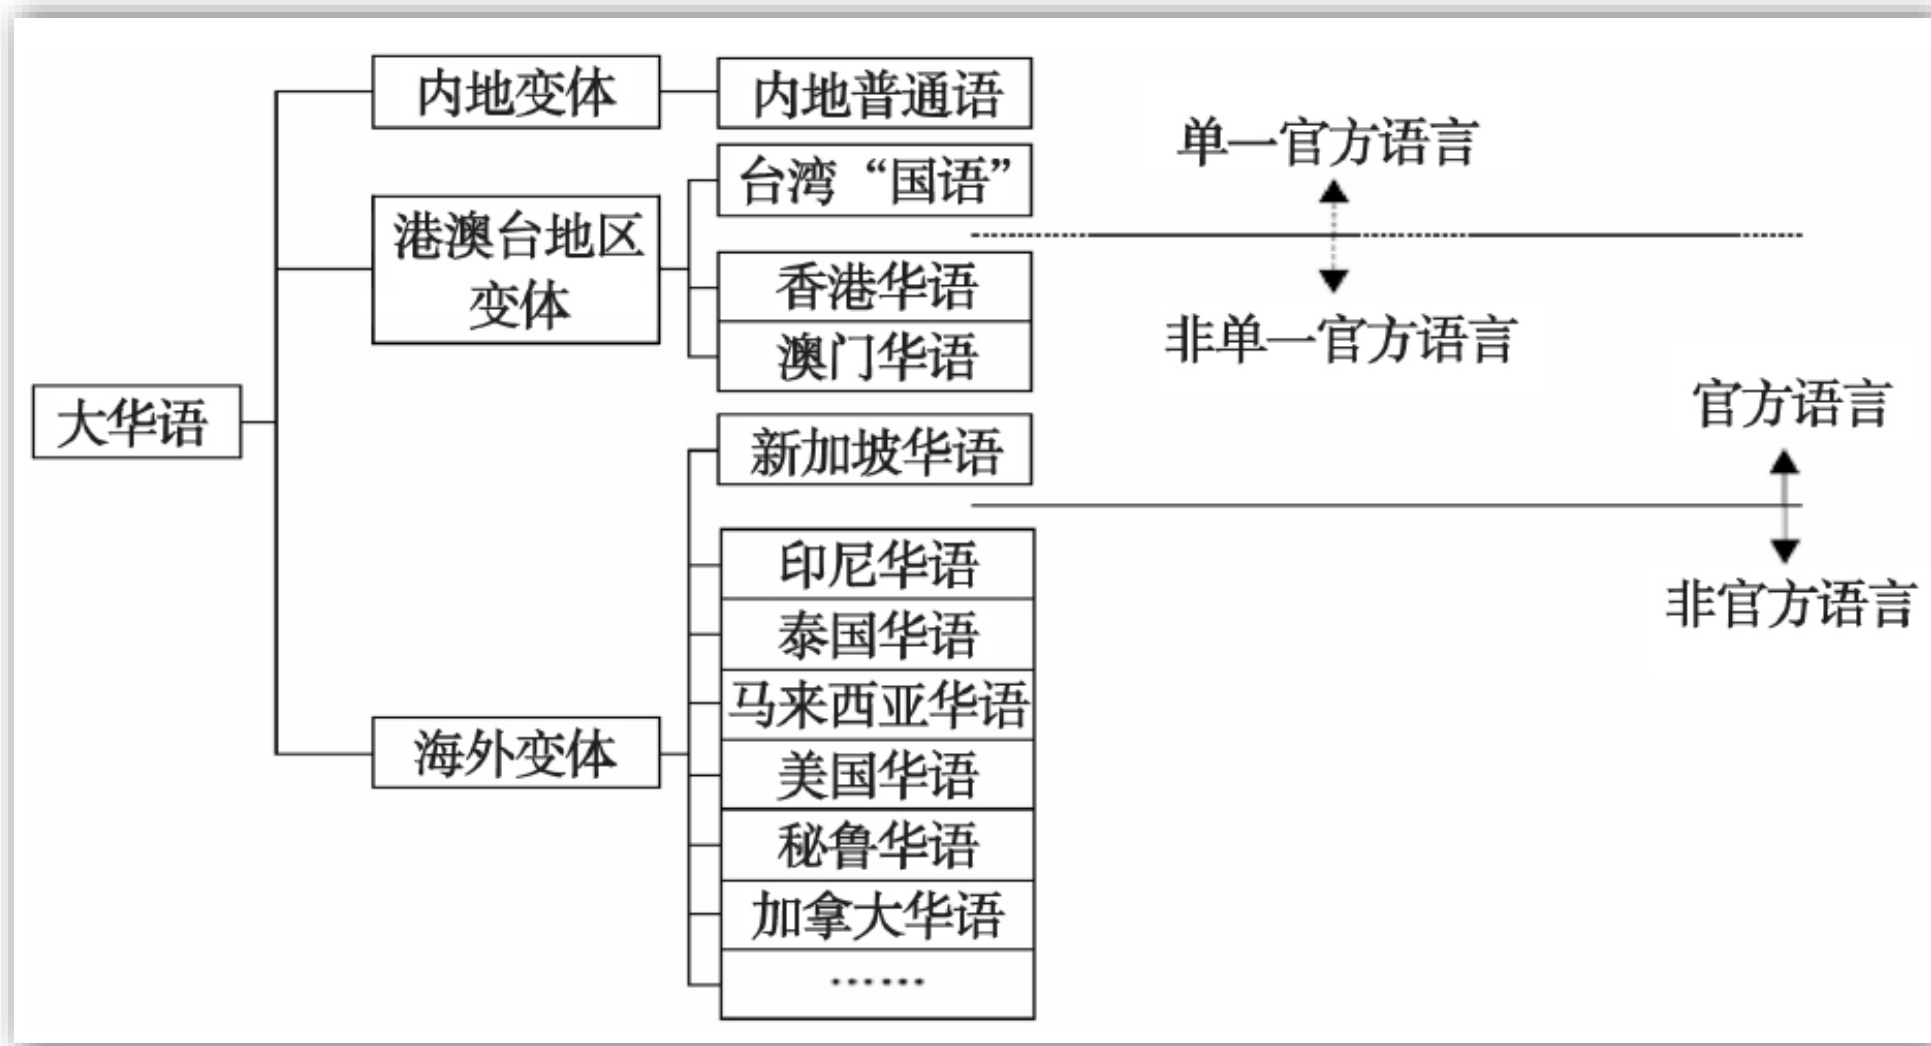 内地变体
内地普通语
单一官方语言
台湾“国语”
港澳台地区
变体
香港华语
澳门华语
非单一官方语言
大华语
官方语言
新加坡华语
印尼华语
非官方语言
泰国华语
马来西亚华语
海外变体
美国华语
秘鲁华语
加拿大华语
……